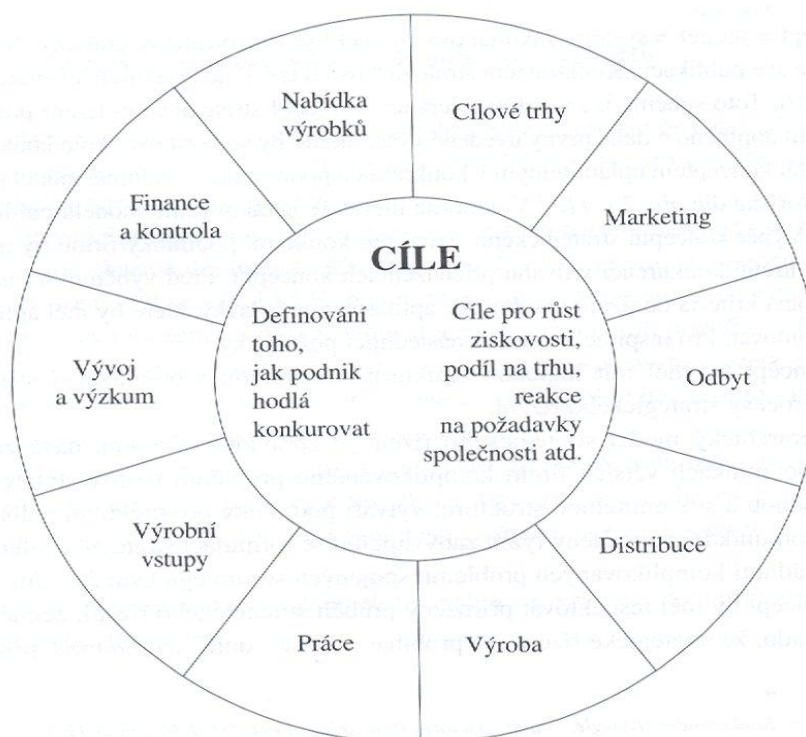 Nabídka
výrobků
Cílové trhy
Finance
a kontrola
Marketing
CÍLE
Definování
toho,
jak podnik
hodlá
konkurovat
Cíle pro růst
ziskovosti,
podíl na trhu,
reakce
na požadavky
společnosti atd.
Vývoj
a výzkum
Odbyt
Výrobní
vstupy
Distribuce
Práce
Výroba